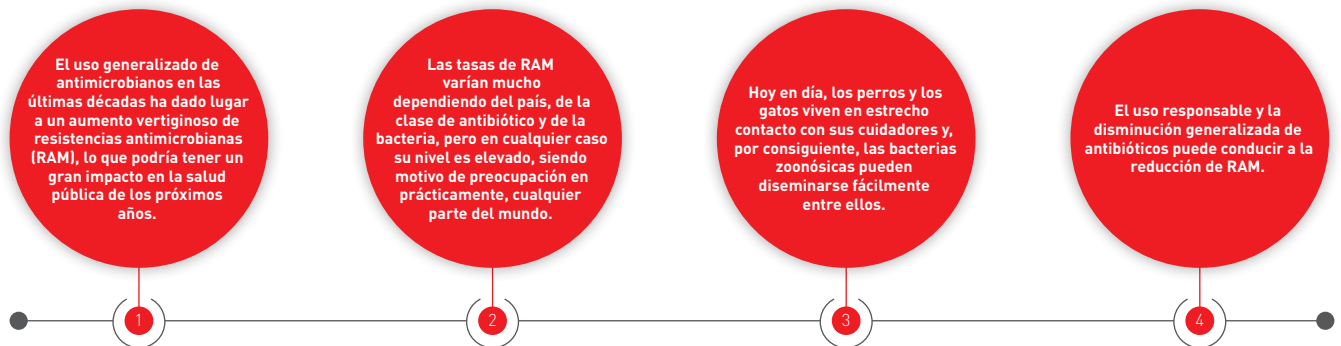 El uso generalizado de
antimicrobianos en las
últimas décadas ha dado lugar
a un aumento vertiginoso de
resistencias antimicrobianas
(RAM), lo que podría tener un
gran impacto en la salud
pública de los próximos
años.
1
Las tasas de RAM
varían mucho
dependiendo del país, de la
clase de antibiótico y de la
bacteria, pero en cualquier caso
su nivel es elevado, siendo
motivo de preocupación en
prácticamente, cualquier
parte del mundo.
2
Hoy en día, los perros y los
gatos viven en estrecho
contacto con sus cuidadores y,
por consiguiente, las bacterias
zoonósicas pueden
diseminarse fácilmente
entre ellos.
3
El uso responsable y la
disminución generalizada de
antibióticos puede conducir a la
reducción de RAM.
4